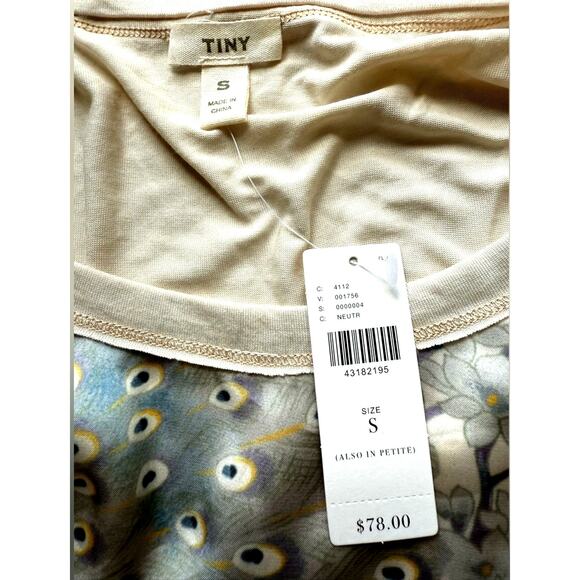 TINY
S
MADE IN
CHINA
C: 4112
V: 001756
S: 0000004
C: NEUTR
43182195
SIZE
S
(ALSO IN PETITE)
$78.00